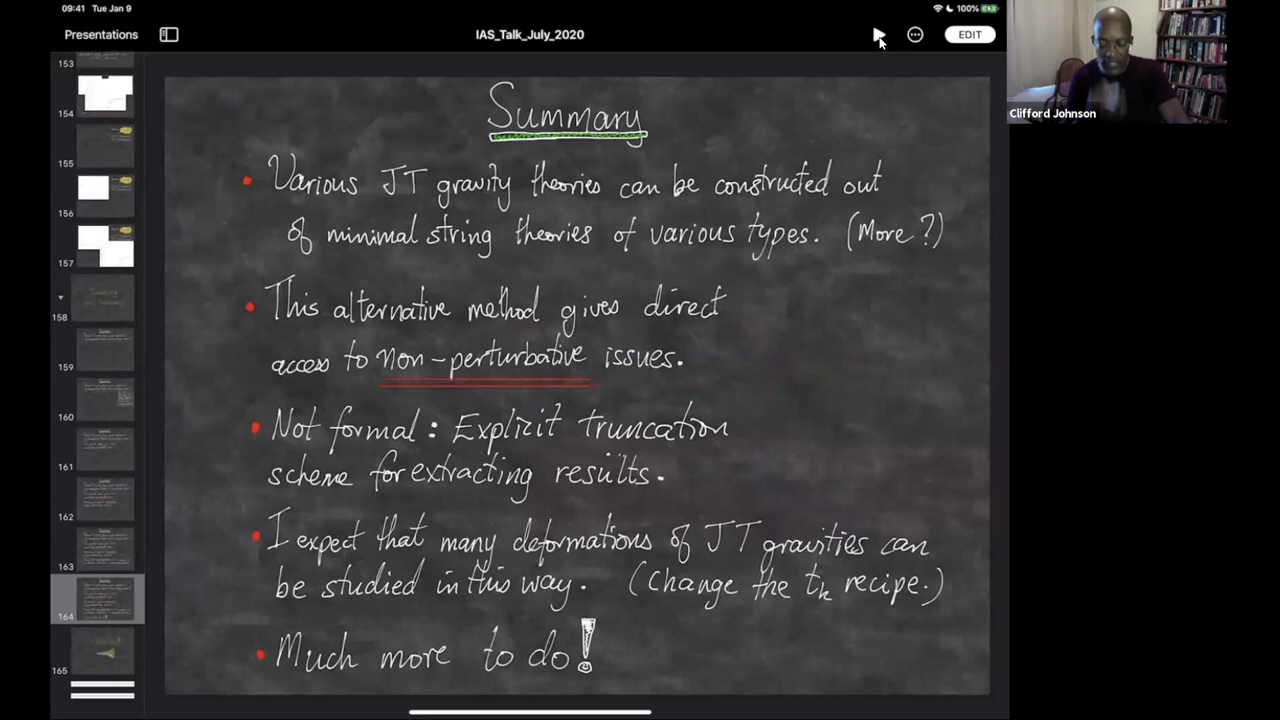 09:41 Tue Jan 9
100%
Presentations
IAS_Talk_July_2020
EDIT
Clifford Johnson
153
154
155
156
157
158
159
160
161
162
163
164
165
Summary
• Various JT gravity theories can be constructed out
of minimal string theories of various types. (More?)
• This alternative method gives direct
access to non-perturbative issues.
• Not formal: Explicit truncation
scheme for extracting results.
• I expect that many deformations of JT gravities can
be studied in this way. (Change the tk recipe.)
• Much more to do!